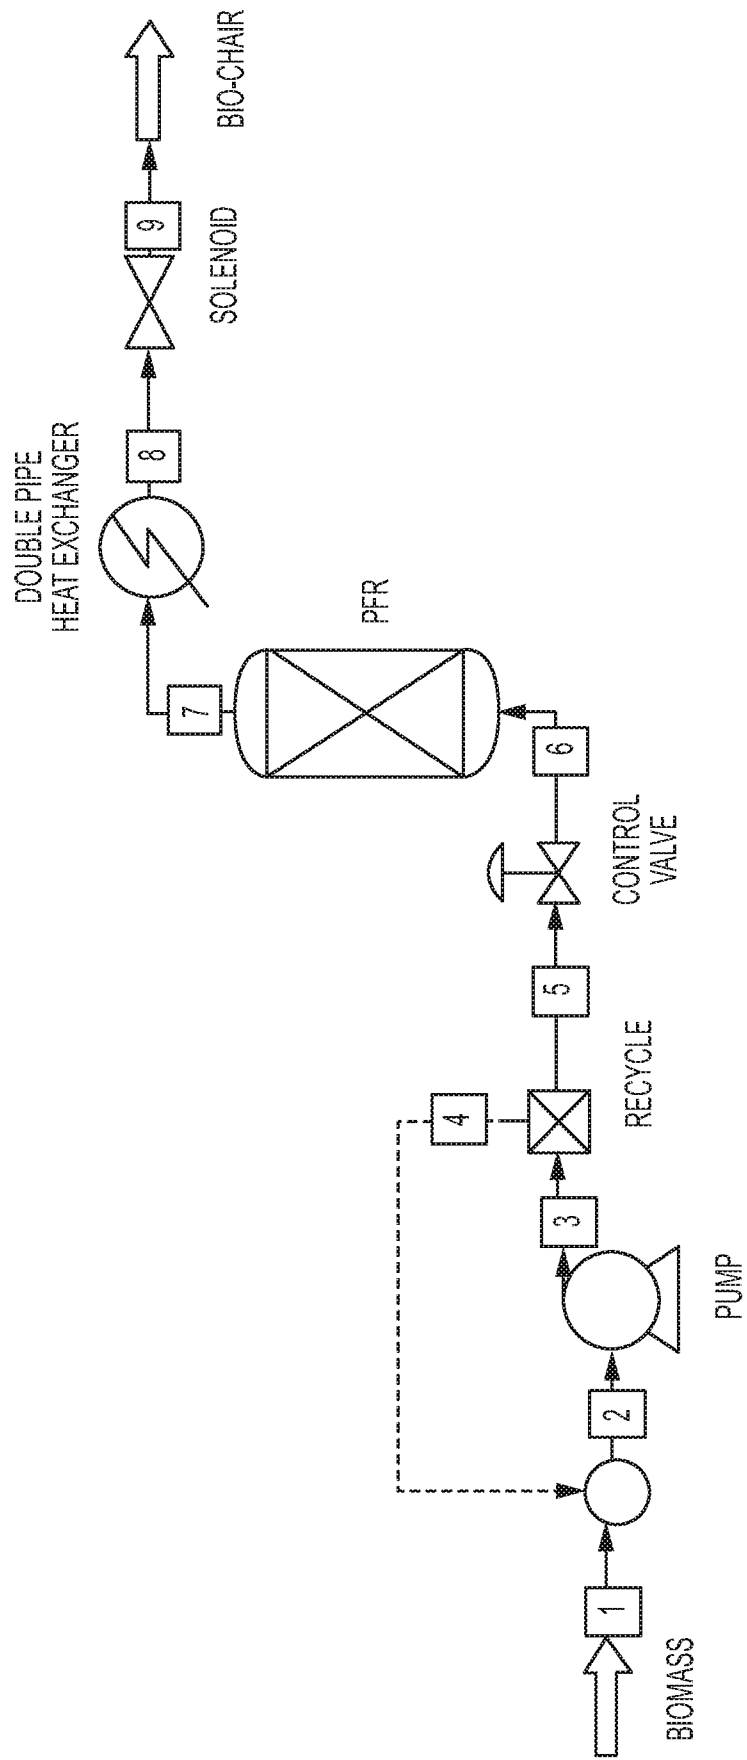 BIOMASS
1
2
PUMP
3
4
RECYCLE
5
CONTROL
VALVE
6
PFR
7
DOUBLE PIPE
HEAT EXCHANGER
8
SOLENOID
9
BIO-CHAIR